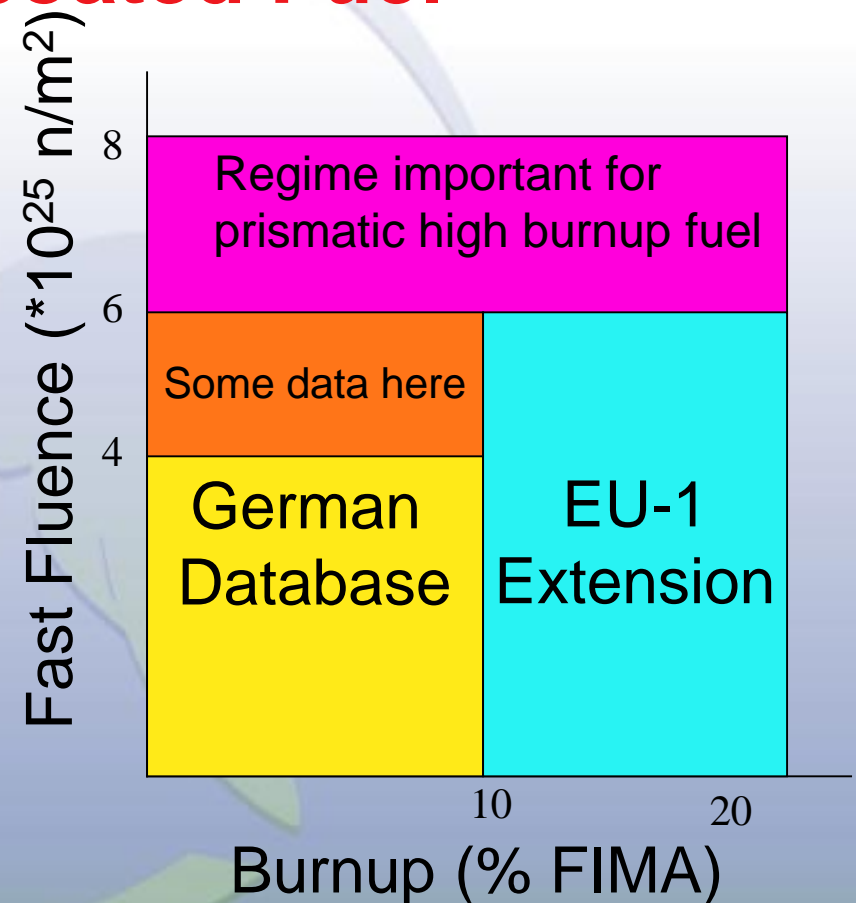 Fuel
Fast Fluence (*10²⁵ n/m²)
8
Regime important for
prismatic high burnup fuel
6
Some data here
4
German
Database
EU-1
Extension
10
20
Burnup (% FIMA)